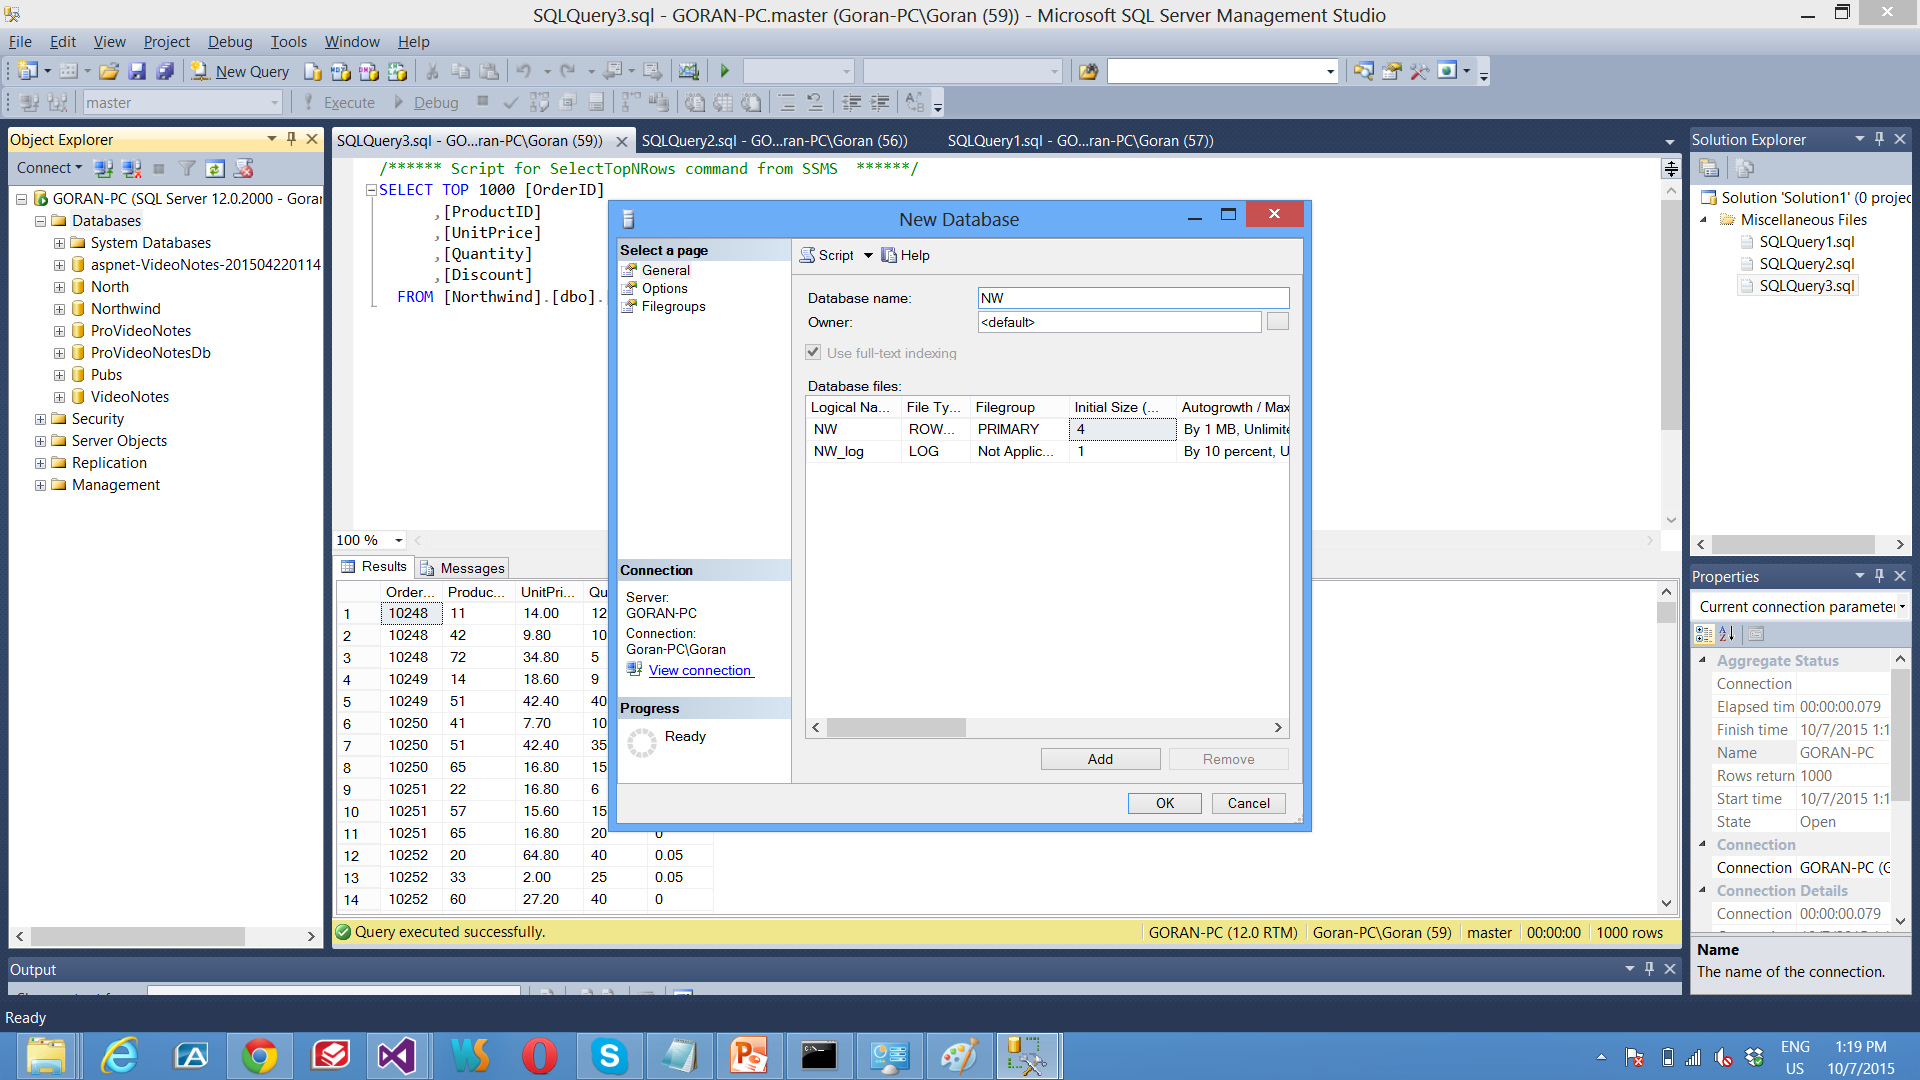 SQLQuery3.sql - GORAN-PC.master (Goran-PC\Goran (59)) - Microsoft SQL Server Management Studio
File Edit View Project Debug Tools Window Help
New Query
master Execute Debug
Object Explorer
Connect
GORAN-PC (SQL Server 12.0.2000 - Goran
Databases
System Databases
aspnet-VideoNotes-201504220114
North
Northwind
ProVideoNotes
ProVideoNotesDb
Pubs
VideoNotes
Security
Server Objects
Replication
Management
SQLQuery3.sql - GO...ran-PC\Goran (59)) SQLQuery2.sql - GO...ran-PC\Goran (56)) SQLQuery1.sql - GO...ran-PC\Goran (57))
/****** Script for SelectTopNRows command from SSMS ******/
SELECT TOP 1000 [OrderID]
,[ProductID]
,[UnitPrice]
,[Quantity]
,[Discount]
FROM [Northwind].[dbo].
100 %
Results Messages
Order... Produc... UnitPri... Qu
1 10248 11 14.00 12
2 10248 42 9.80 10
3 10248 72 34.80 5
4 10249 14 18.60 9
5 10249 51 42.40 40
6 10250 41 7.70 10
7 10250 51 42.40 35
8 10250 65 16.80 15
9 10251 22 16.80 6
10 10251 57 15.60 15
11 10251 65 16.80 20 0
12 10252 20 64.80 40 0.05
13 10252 33 2.00 25 0.05
14 10252 60 27.20 40 0
Query executed successfully. GORAN-PC (12.0 RTM) Goran-PC\Goran (59) master 00:00:00 1000 rows
New Database
Select a page
General
Options
Filegroups
Connection
Server:
GORAN-PC
Connection:
Goran-PC\Goran
View connection
Progress
Ready
Script Help
Database name: NW
Owner: <default>
Use full-text indexing
Database files:
Logical Na... File Ty... Filegroup Initial Size (... Autogrowth / Max
NW ROW... PRIMARY 4 By 1 MB, Unlimite
NW_log LOG Not Applic... 1 By 10 percent, U
Add Remove
OK Cancel
Solution Explorer
Solution 'Solution1' (0 projec
Miscellaneous Files
SQLQuery1.sql
SQLQuery2.sql
SQLQuery3.sql
Properties
Current connection parameter
Aggregate Status
Connection
Elapsed tim 00:00:00.079
Finish time 10/7/2015 1:1
Name GORAN-PC
Rows return 1000
Start time 10/7/2015 1:1
State Open
Connection
Connection GORAN-PC (G
Connection Details
Connection 00:00:00.079
Name
The name of the connection.
Output
Ready
ENG
US
1:19 PM
10/7/2015